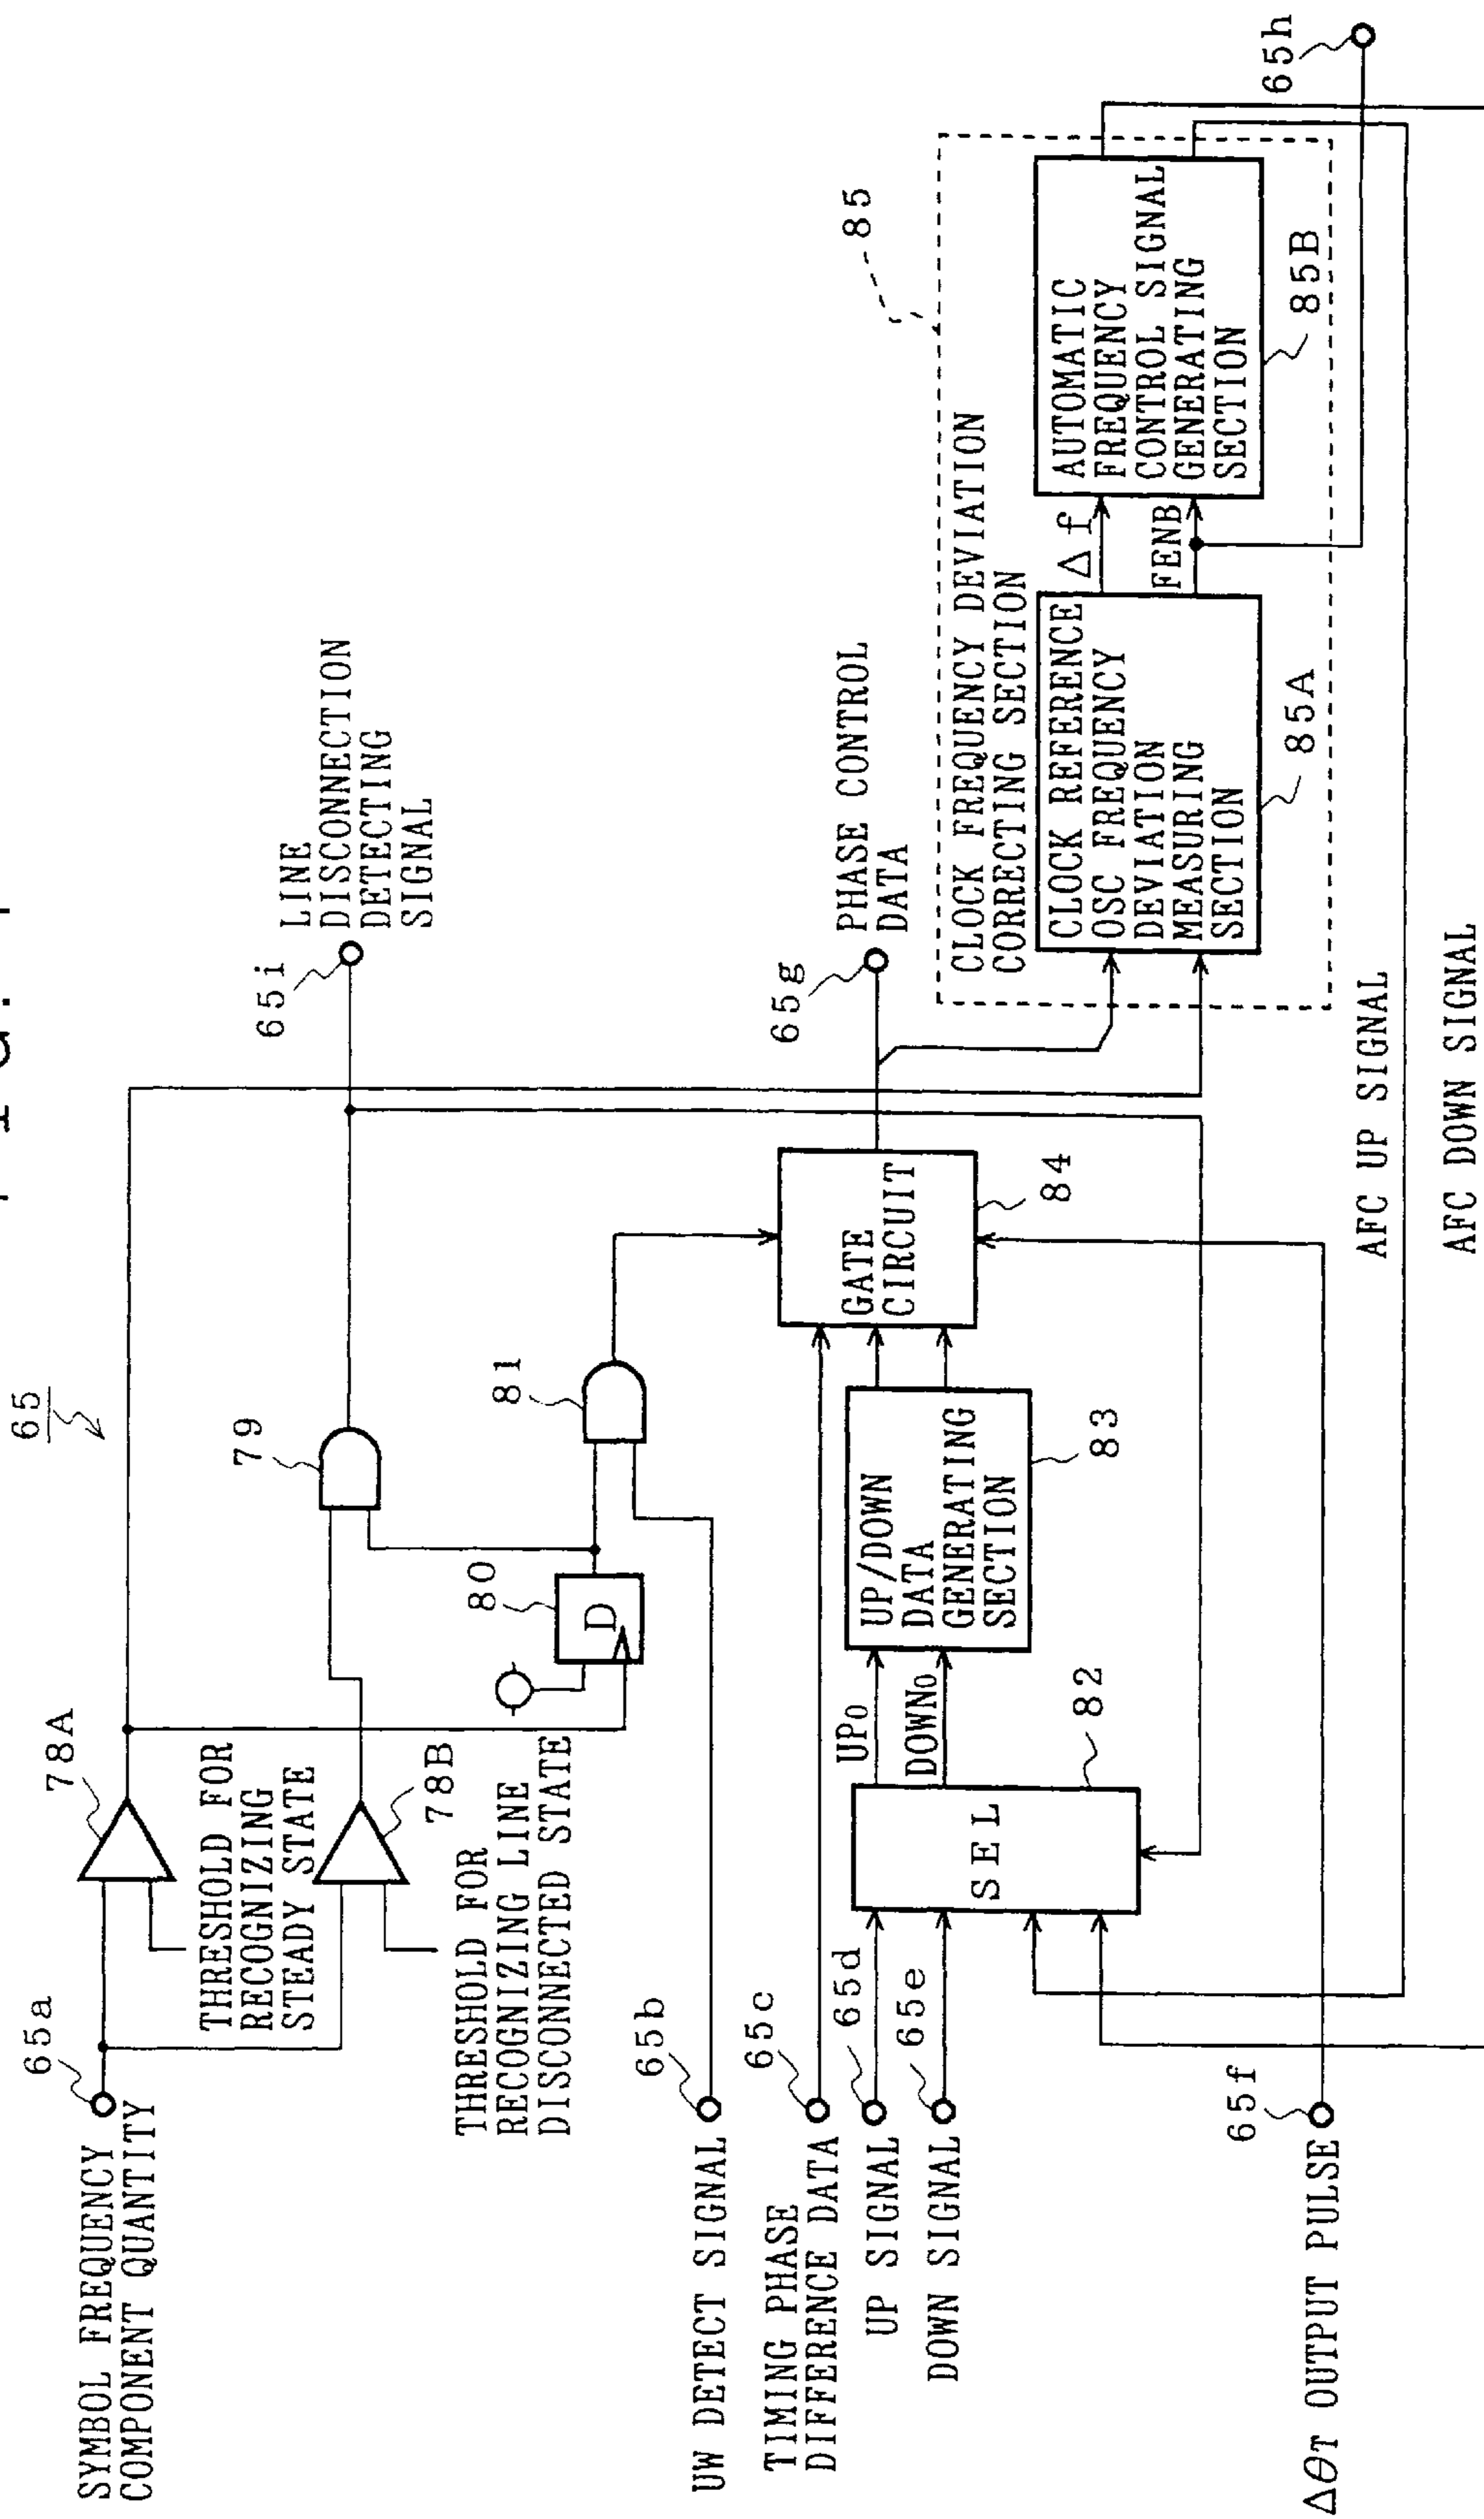 65
SYMBOL FREQUENCY
COMPONENT QUANTITY
65a
78A
THRESHOLD FOR
RECOGNIZING
STEADY STATE
78B
THRESHOLD FOR
RECOGNIZING LINE
DISCONNECTED STATE
79
80
D
81
65i
LINE
DISCONNECTION
DETECTING
SIGNAL
UW DETECT SIGNAL
65b
TIMING PHASE
DIFFERENCE DATA
65c
UP SIGNAL
65d
DOWN SIGNAL
65e
SEL
82
UP0
DOWN0
UP/DOWN
DATA
GENERATING
SECTION
83
GATE
CIRCUIT
84
65g
PHASE CONTROL
DATA
85
CLOCK FREQUENCY DEVIATION
CORRECTING SECTION
CLOCK REFERENCE
OSC FREQUENCY
DEVIATION
MEASURING
SECTION
85A
Δf
FENB
AUTOMATIC
FREQUENCY
CONTROL SIGNAL
GENERATING
SECTION
85B
65h
ΔθT OUTPUT PULSE
65f
AFC UP SIGNAL
AFC DOWN SIGNAL